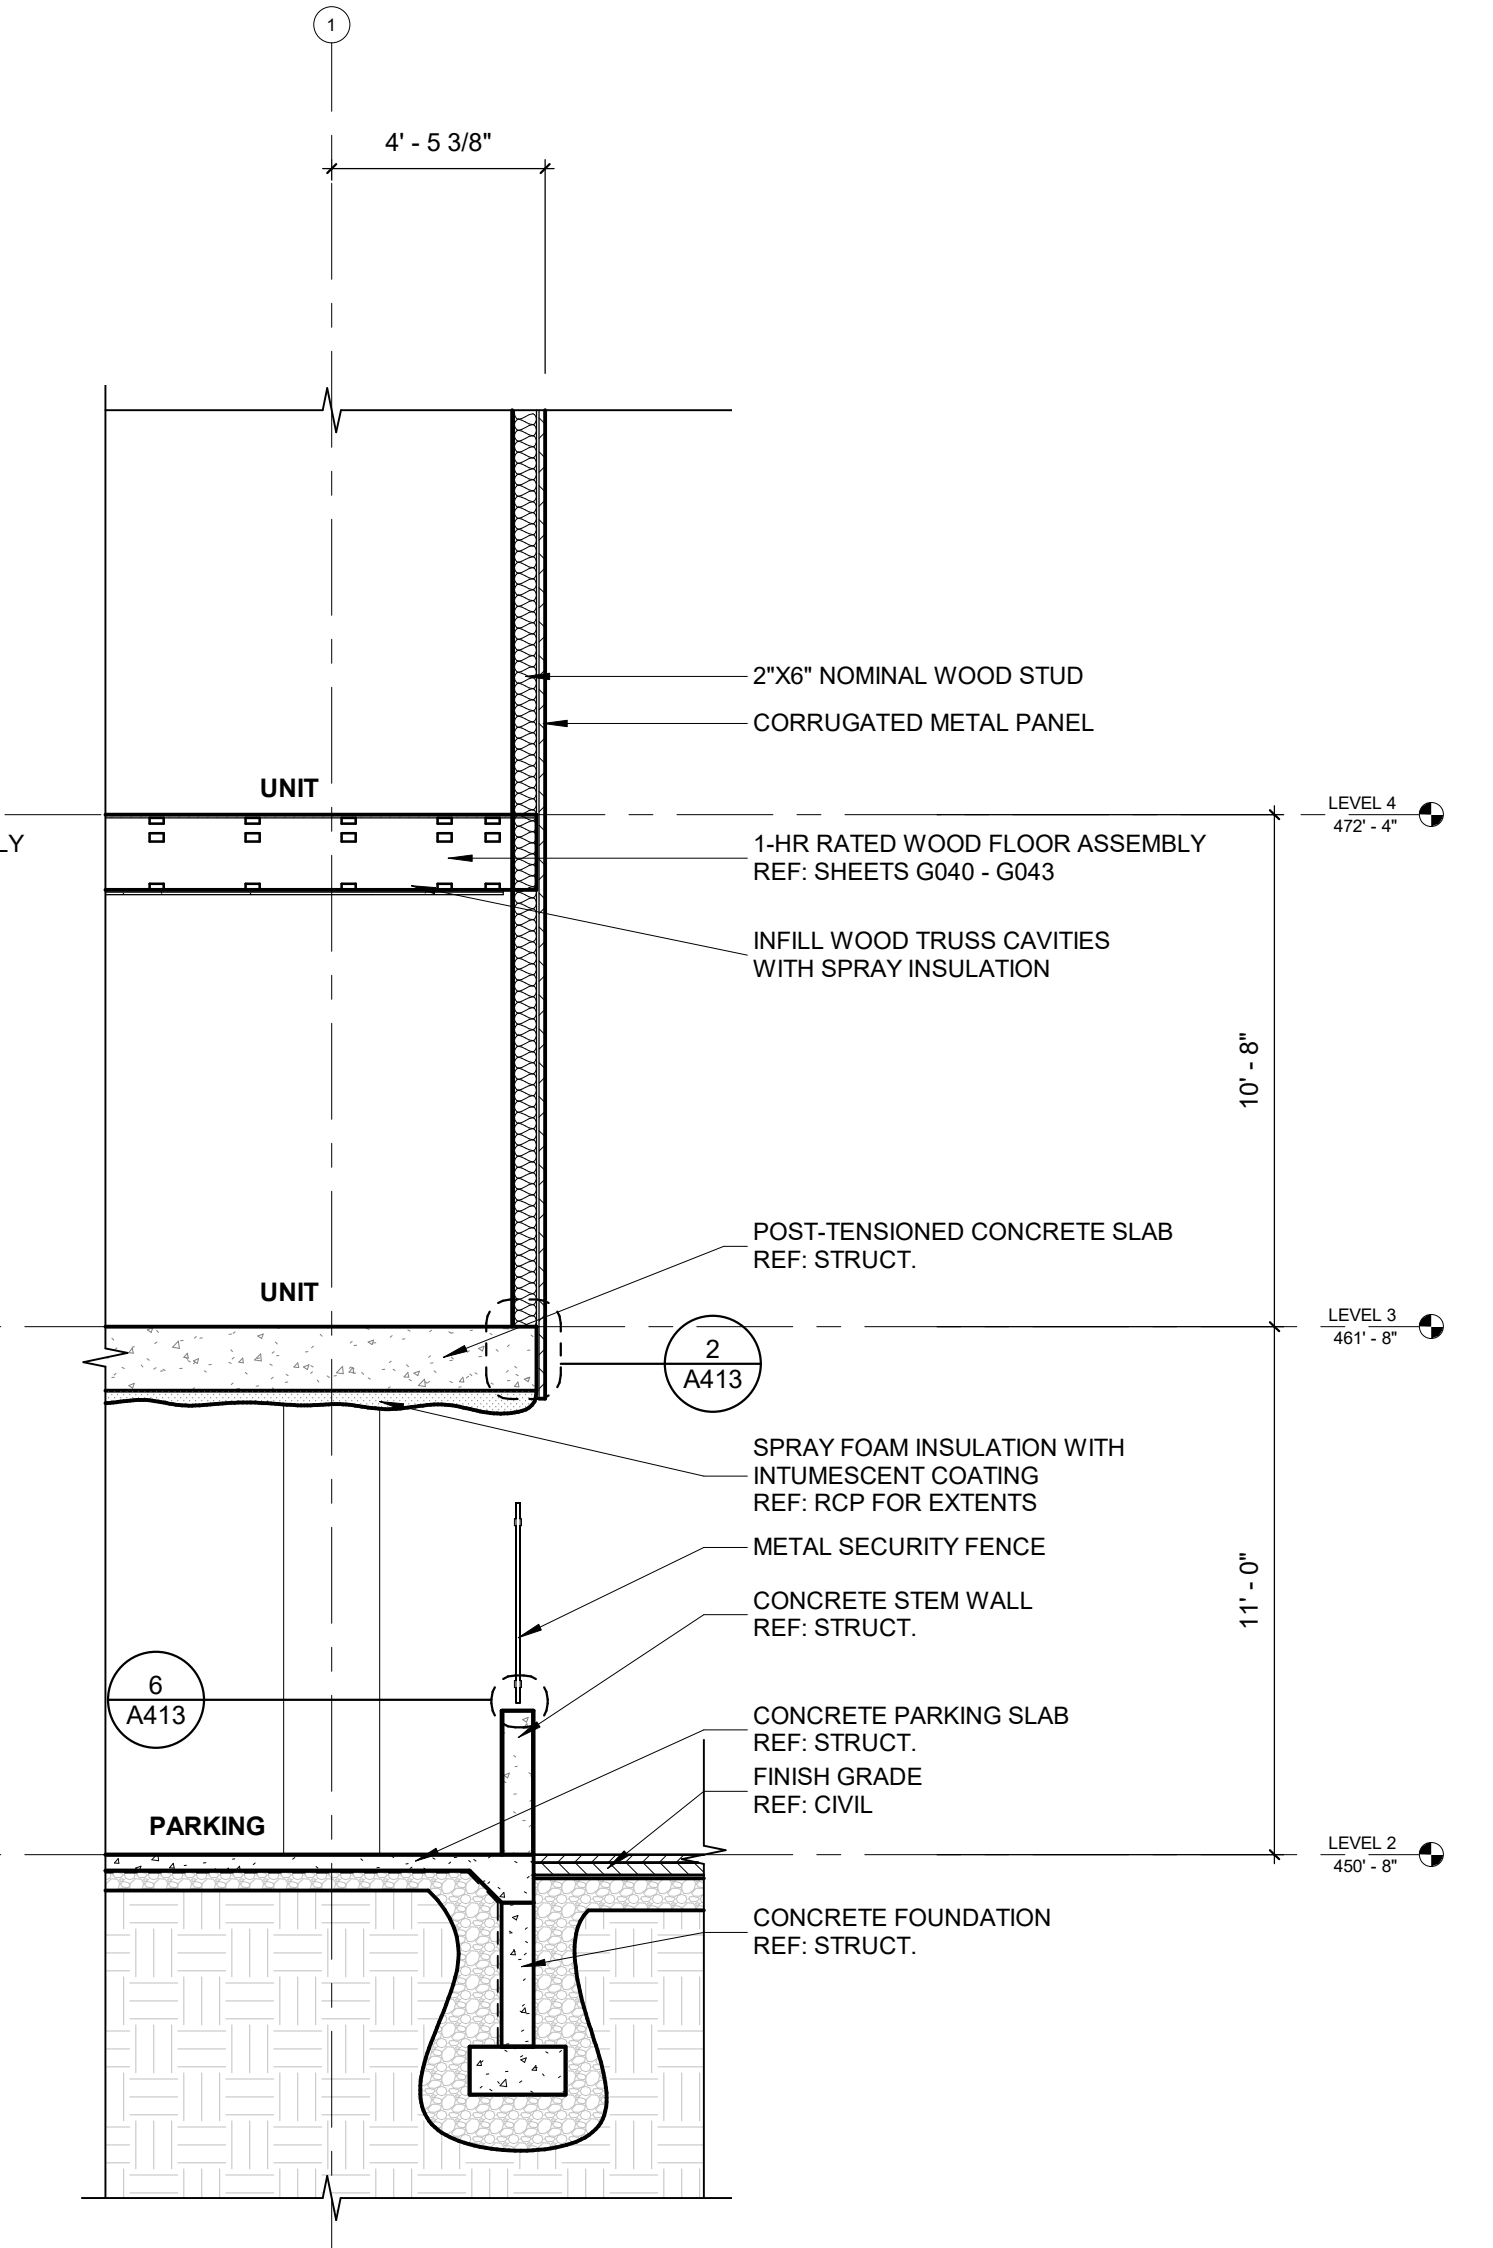 1
4' - 5 3/8"
2"X6" NOMINAL WOOD STUD
CORRUGATED METAL PANEL
UNIT
LEVEL 4
472' - 4"
LY
1-HR RATED WOOD FLOOR ASSEMBLY
REF: SHEETS G040 - G043
INFILL WOOD TRUSS CAVITIES
WITH SPRAY INSULATION
10' - 8"
POST-TENSIONED CONCRETE SLAB
REF: STRUCT.
UNIT
LEVEL 3
461' - 8"
2
A413
SPRAY FOAM INSULATION WITH
INTUMESCENT COATING
REF: RCP FOR EXTENTS
METAL SECURITY FENCE
11' - 0"
CONCRETE STEM WALL
REF: STRUCT.
6
A413
CONCRETE PARKING SLAB
REF: STRUCT.
FINISH GRADE
REF: CIVIL
PARKING
LEVEL 2
450' - 8"
CONCRETE FOUNDATION
REF: STRUCT.